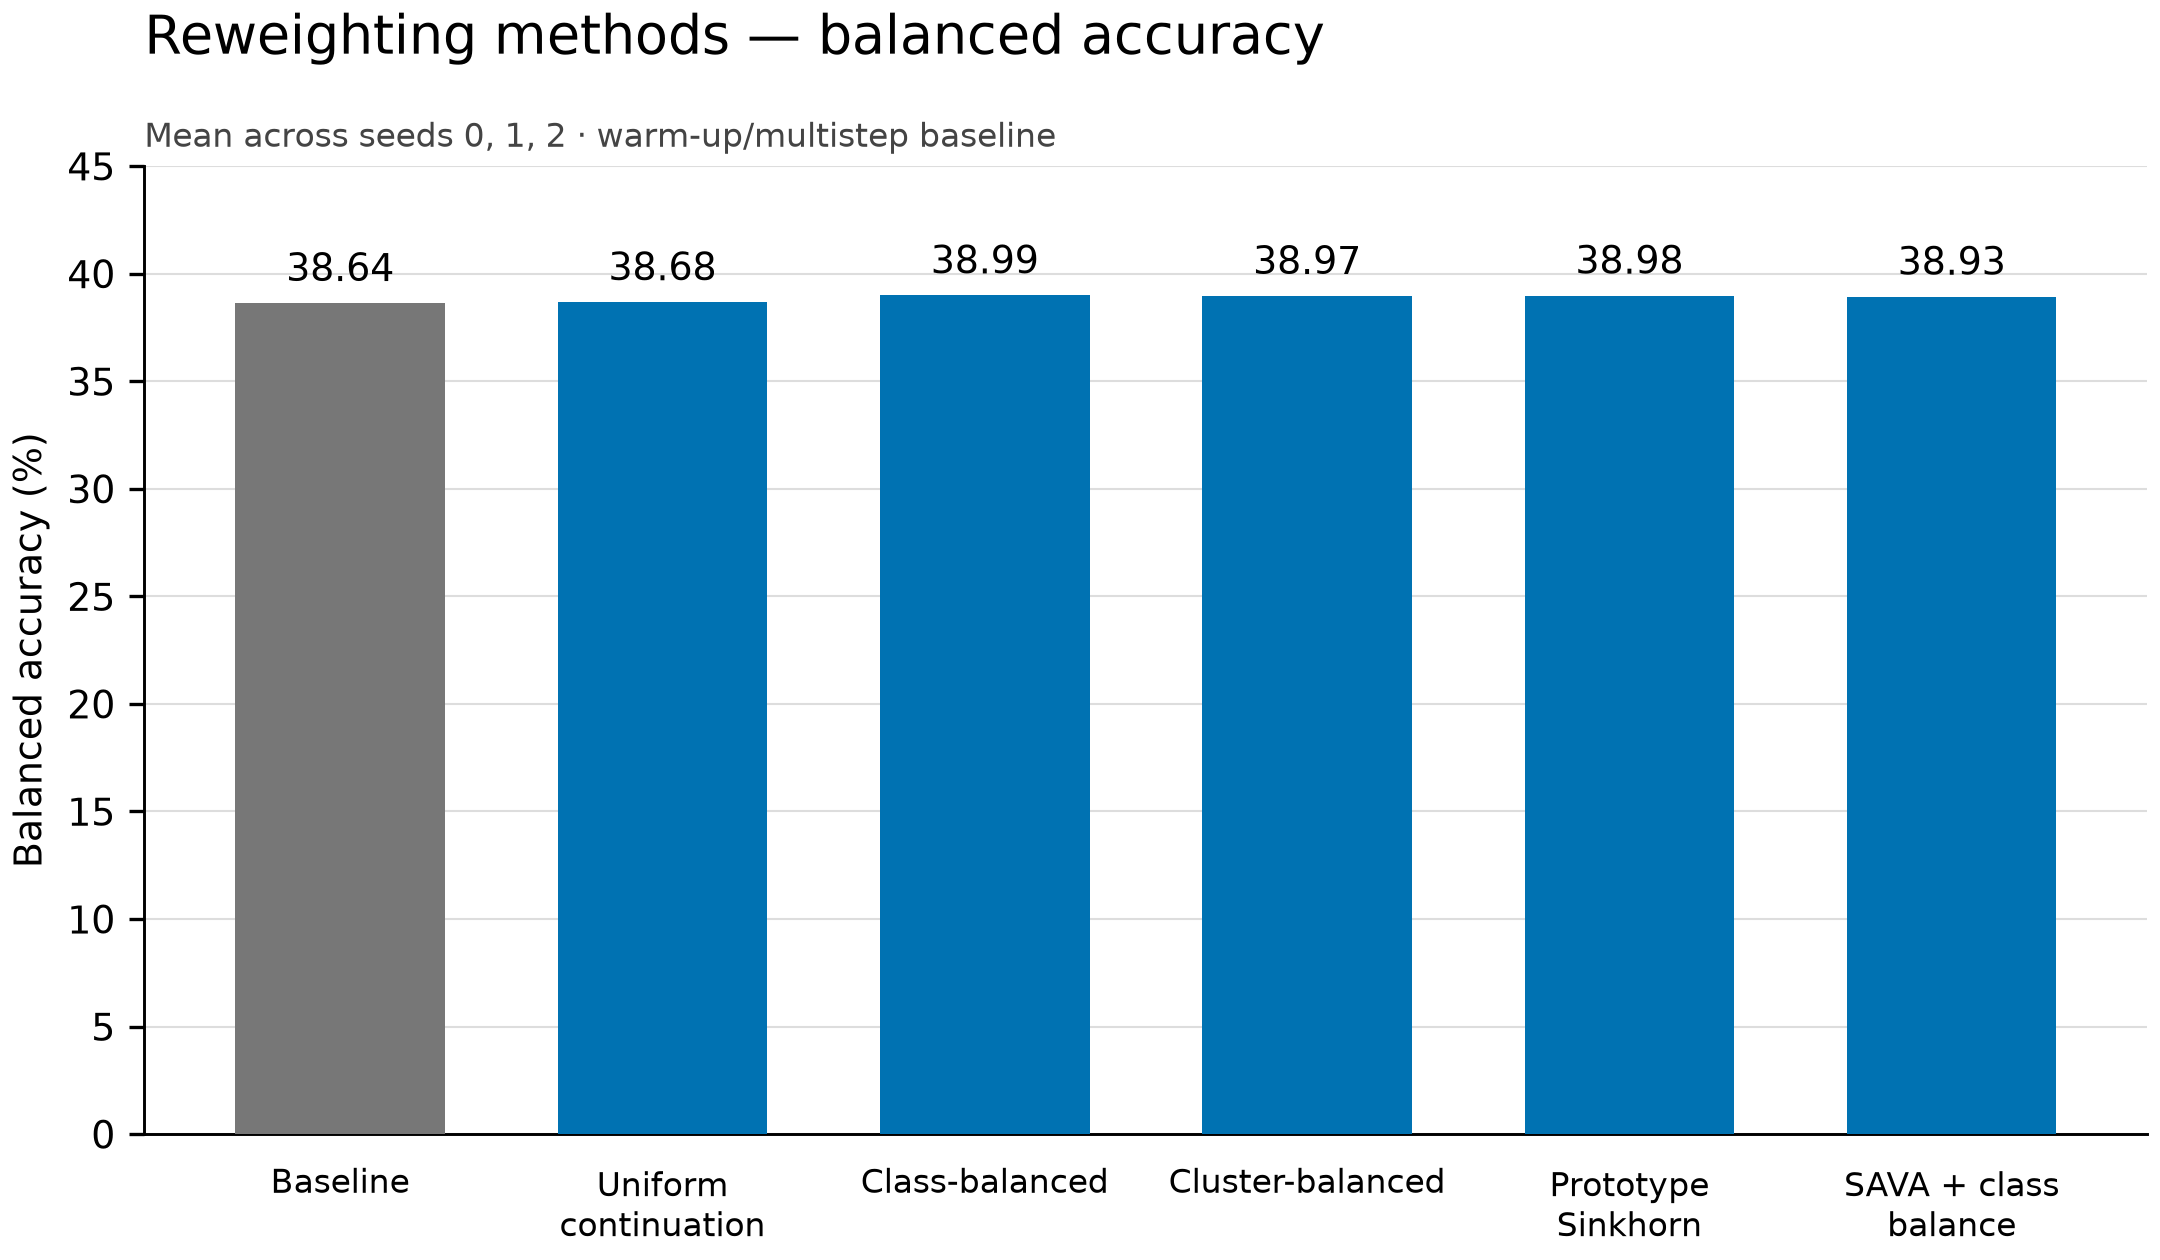 Reweighting methods — balanced accuracy
Mean across seeds 0, 1, 2 · warm-up/multistep baseline
Balanced accuracy (%)
45
40
35
30
25
20
15
10
5
0
38.64
38.68
38.99
38.97
38.98
38.93
Baseline
Uniform
continuation
Class-balanced
Cluster-balanced
Prototype
Sinkhorn
SAVA + class
balance